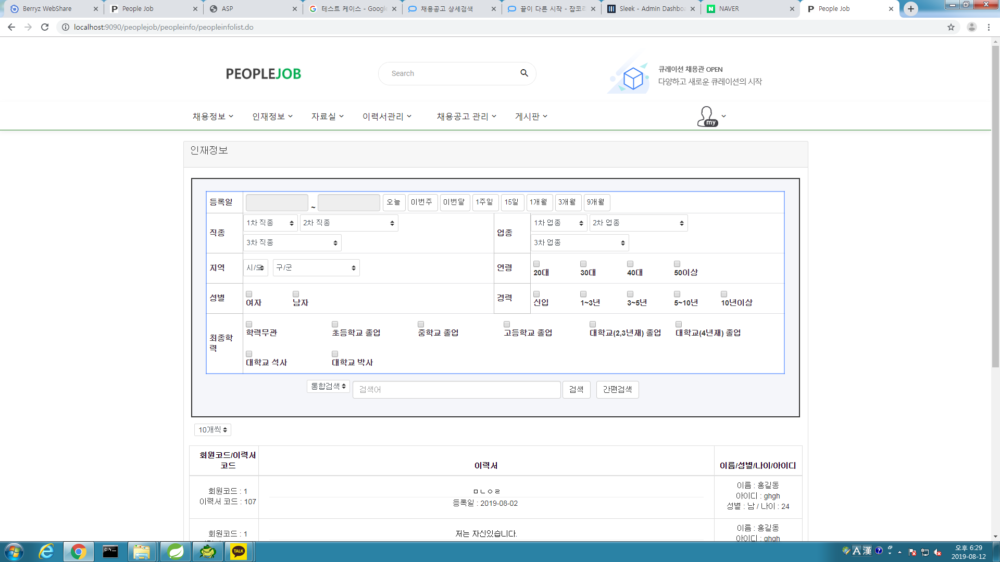 Berryz WebShare
People Job
ASP
테스트 케이스 - Google
채용공고 상세검색
끝이 다른 시작 - 잡코리
Sleek - Admin Dashboa
NAVER
People Job
localhost:9090/peoplejob/peopleinfo/peopleinfolist.do
PEOPLEJOB
Search
큐레이션 채용관 OPEN
다양하고 새로운 큐레이션의 시작
채용정보
인재정보
자료실
이력서관리
채용공고 관리
게시판
my
인재정보
등록일 ~ 오늘 이번주 이번달 1주일 15일 1개월 3개월 9개월
직종 1차 직종 2차 직종
3차 직종
업종 1차 업종 2차 업종
3차 업종
지역 시/도 구/군
연령 20대 30대 40대 50이상
성별 여자 남자
경력 신입 1~3년 3~5년 5~10년 10년이상
최종학
력
학력무관 초등학교 졸업 중학교 졸업 고등학교 졸업 대학교(2,3년재) 졸업 대학교(4년재) 졸업
대학교 석사 대학교 박사
통합검색 검색어 검색 간편검색
10개씩
회원코드/이력서
코드
이력서
이름/성별/나이/아이디
회원코드 : 1
이력서 코드 : 107
ㅁㄴㅇㄹ
등록일 : 2019-08-02
이름 : 홍길동
아이디 : ghgh
성별 : 남 / 나이 : 24
회원코드 : 1
저는 자신있습니다.
이름 : 홍길동
아이디 : ghgh
C:\
TALK
A 漢
오후 6:29
2019-08-12